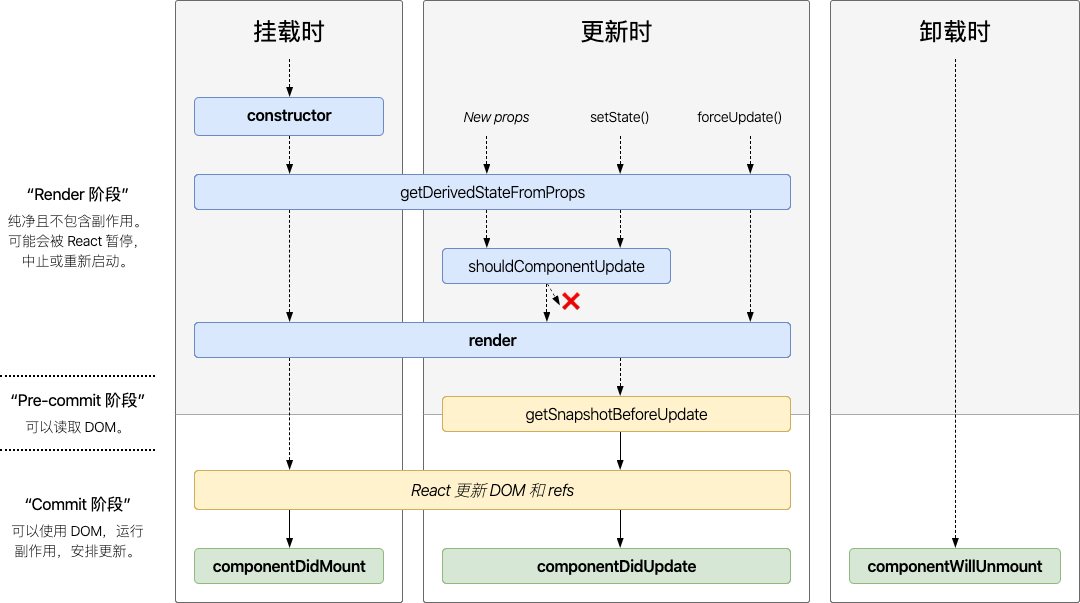 挂载时
更新时
卸载时
constructor
New props
setState()
forceUpdate()
“Render 阶段”
纯净且不包含副作用。
可能会被 React 暂停，
中止或重新启动。
getDerivedStateFromProps
shouldComponentUpdate
render
“Pre-commit 阶段”
可以读取 DOM。
getSnapshotBeforeUpdate
“Commit 阶段”
可以使用 DOM，运行
副作用，安排更新。
React 更新 DOM 和 refs
componentDidMount
componentDidUpdate
componentWillUnmount